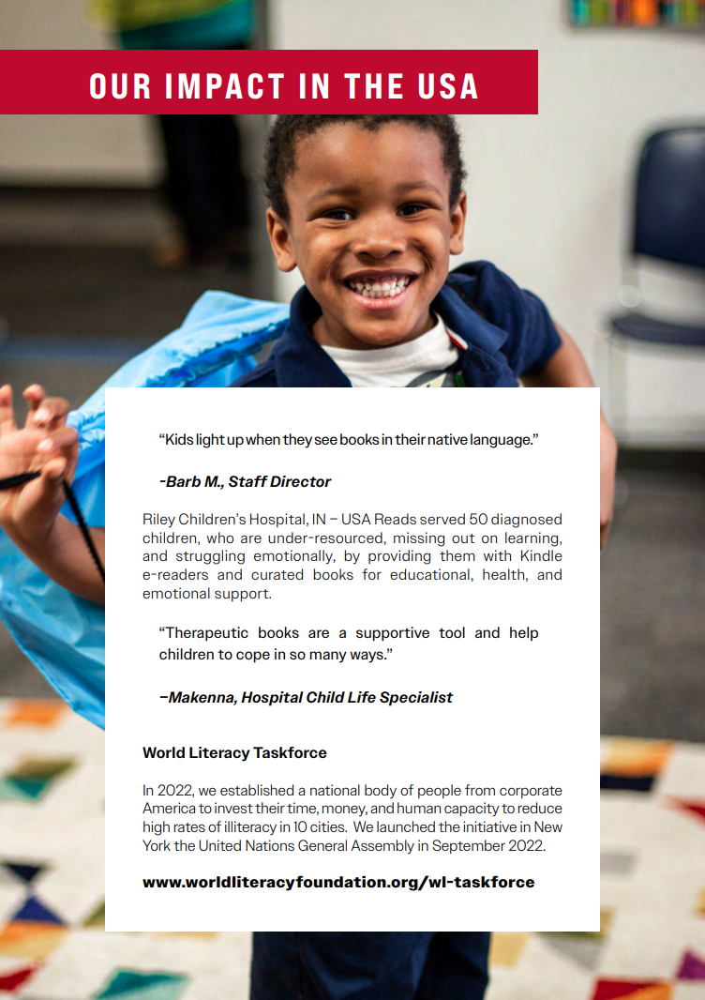 OUR IMPACT IN THE USA
“Kids light up when they see books in their native language.”
-Barb M., Staff Director
Riley Children’s Hospital, IN – USA Reads served 50 diagnosed
children, who are under-resourced, missing out on learning,
and struggling emotionally, by providing them with Kindle
e-readers and curated books for educational, health, and
emotional support.
“Therapeutic books are a supportive tool and help
children to cope in so many ways.”
–Makenna, Hospital Child Life Specialist
World Literacy Taskforce
In 2022, we established a national body of people from corporate
America to invest their time, money, and human capacity to reduce
high rates of illiteracy in 10 cities.  We launched the initiative in New
York the United Nations General Assembly in September 2022.
www.worldliteracyfoundation.org/wl-taskforce